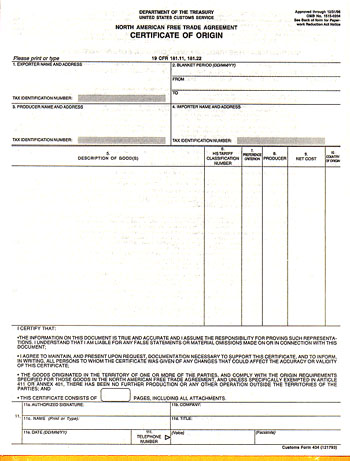 DEPARTMENT OF THE TREASURY
UNITED STATES CUSTOMS SERVICE
Approved through 12/31/96
OMB No. 1515-0204
See Back of form for Paper-
work Reduction Act Notice
NORTH AMERICAN FREE TRADE AGREEMENT
CERTIFICATE OF ORIGIN
Please print or type
19 CFR 181.11, 181.22
1. EXPORTER NAME AND ADDRESS
2. BLANKET PERIOD (DD/MM/YY)
FROM
TO
TAX IDENTIFICATION NUMBER:
3. PRODUCER NAME AND ADDRESS
4. IMPORTER NAME AND ADDRESS
TAX IDENTIFICATION NUMBER:
TAX IDENTIFICATION NUMBER:
5.
DESCRIPTION OF GOOD(S)
6.
HS TARIFF
CLASSIFICATION
NUMBER
7.
PREFERENCE
CRITERION
8.
PRODUCER
9.
NET COST
10.
COUNTRY
OF ORIGIN
I CERTIFY THAT:
• THE INFORMATION ON THIS DOCUMENT IS TRUE AND ACCURATE AND I ASSUME THE RESPONSIBILITY FOR PROVING SUCH REPRESENTA-
TIONS. I UNDERSTAND THAT I AM LIABLE FOR ANY FALSE STATEMENTS OR MATERIAL OMISSIONS MADE ON OR IN CONNECTION WITH THIS
DOCUMENT;
• I AGREE TO MAINTAIN, AND PRESENT UPON REQUEST, DOCUMENTATION NECESSARY TO SUPPORT THIS CERTIFICATE, AND TO INFORM,
IN WRITING, ALL PERSONS TO WHOM THE CERTIFICATE WAS GIVEN OF ANY CHANGES THAT COULD AFFECT THE ACCURACY OR VALIDITY
OF THIS CERTIFICATE;
• THE GOODS ORIGINATED IN THE TERRITORY OF ONE OR MORE OF THE PARTIES, AND COMPLY WITH THE ORIGIN REQUIREMENTS
SPECIFIED FOR THOSE GOODS IN THE NORTH AMERICAN FREE TRADE AGREEMENT, AND UNLESS SPECIFICALLY EXEMPTED IN ARTICLE
411 OR ANNEX 401, THERE HAS BEEN NO FURTHER PRODUCTION OR ANY OTHER OPERATION OUTSIDE THE TERRITORIES OF THE
PARTIES; AND
• THIS CERTIFICATE CONSISTS OF PAGES, INCLUDING ALL ATTACHMENTS.
11.
11a. AUTHORIZED SIGNATURE:
11b. COMPANY:
11c. NAME (Print or Type):
11d. TITLE:
11e. DATE (DD/MM/YY)
11f.
TELEPHONE
NUMBER
(Voice)
(Facsimile)
Customs Form 434 (121793)